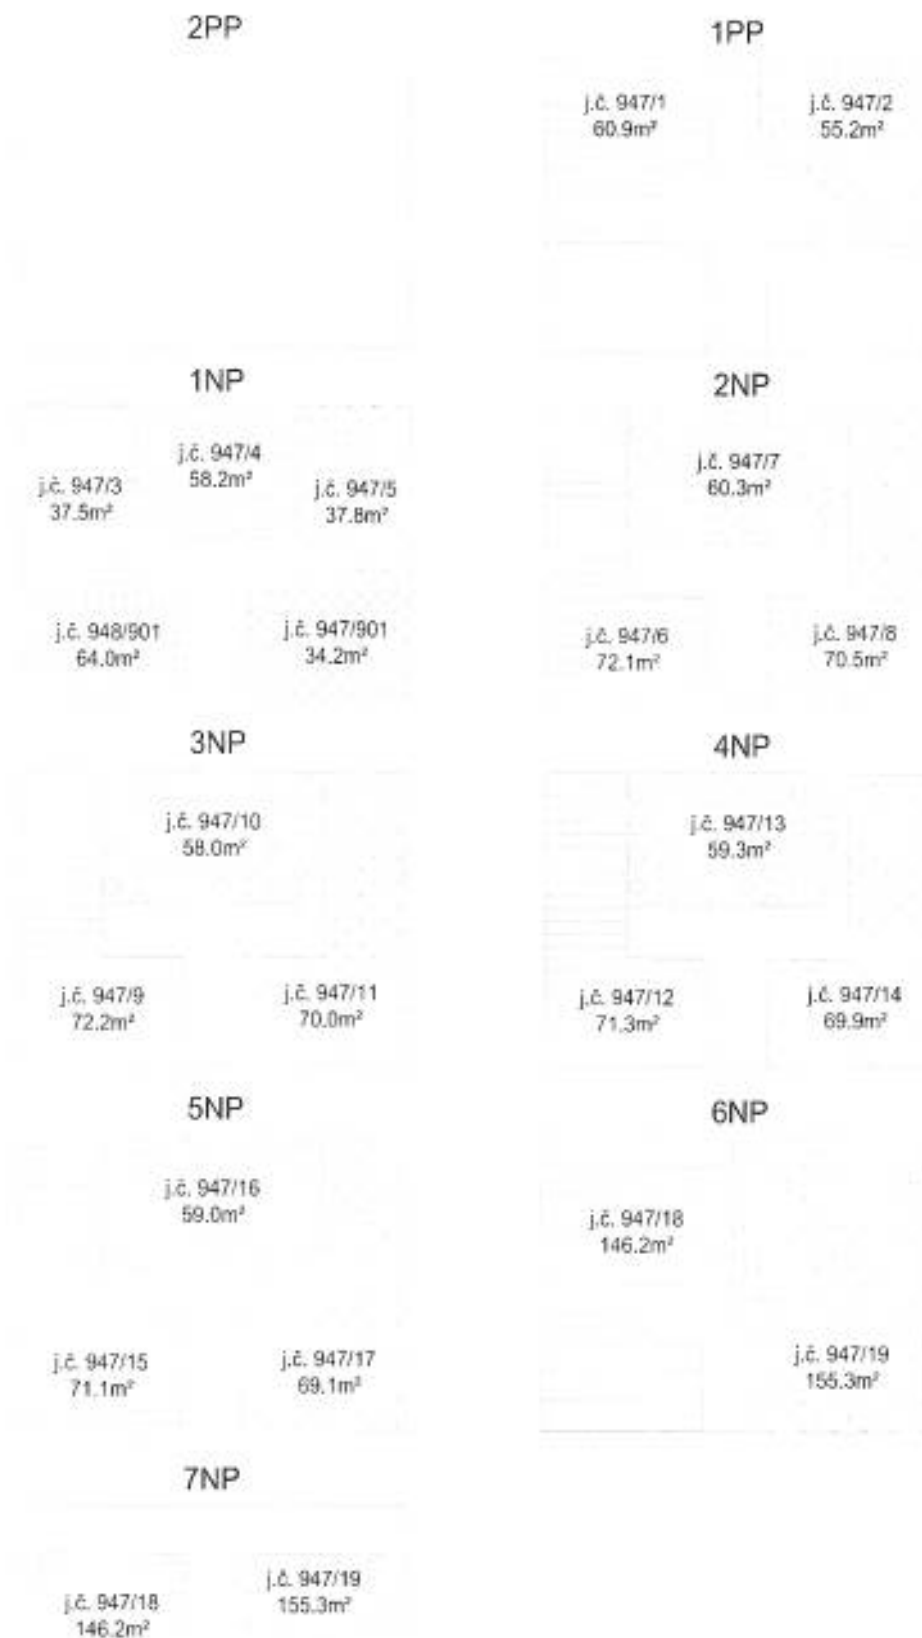 2PP
1PP
j.č. 947/1
60.9m²
j.č. 947/2
55.2m²
1NP
j.č. 947/3
37.5m²
j.č. 947/4
58.2m²
j.č. 947/5
37.8m²
j.č. 948/901
64.0m²
j.č. 947/901
34.2m²
2NP
j.č. 947/7
60.3m²
j.č. 947/6
72.1m²
j.č. 947/8
70.5m²
3NP
j.č. 947/10
58.0m²
j.č. 947/9
72.2m²
j.č. 947/11
70.0m²
4NP
j.č. 947/13
59.3m²
j.č. 947/12
71.3m²
j.č. 947/14
69.9m²
5NP
j.č. 947/16
59.0m²
j.č. 947/15
71.1m²
j.č. 947/17
69.1m²
6NP
j.č. 947/18
146.2m²
j.č. 947/19
155.3m²
7NP
j.č. 947/18
146.2m²
j.č. 947/19
155.3m²